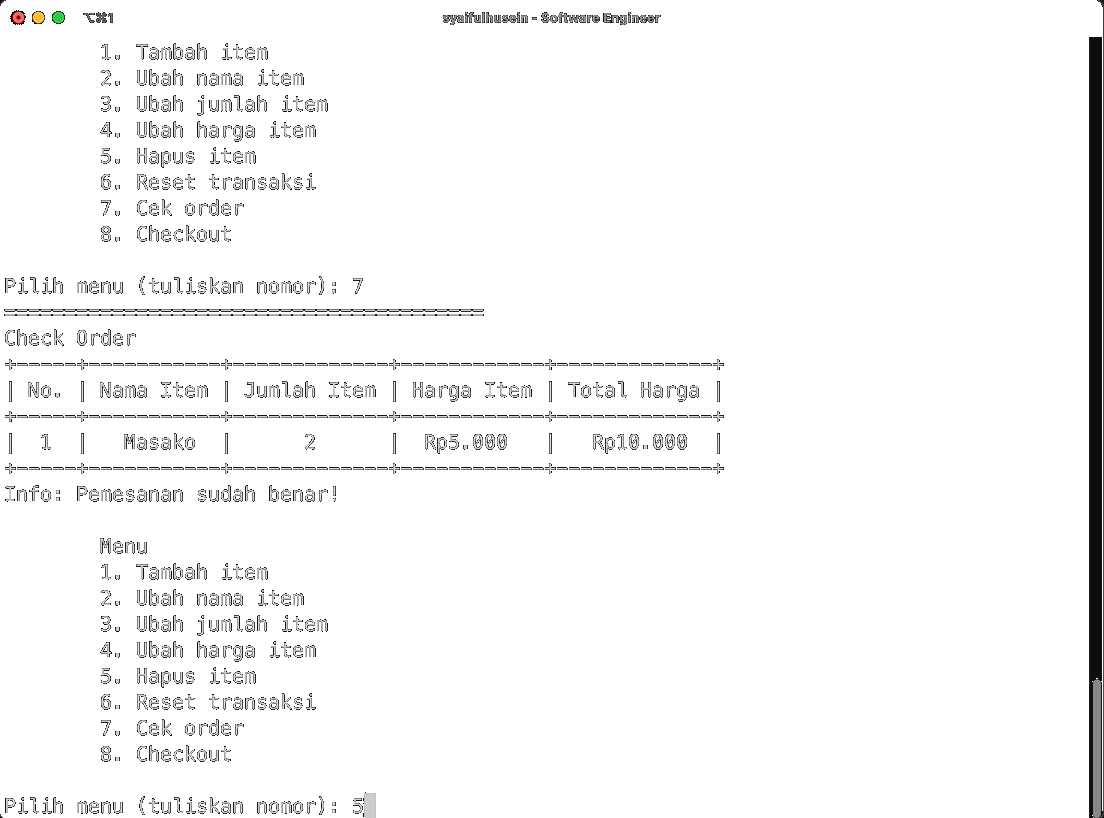 ⌥⌘1 syaifulhusein - Software Engineer
1. Tambah item
2. Ubah nama item
3. Ubah jumlah item
4. Ubah harga item
5. Hapus item
6. Reset transaksi
7. Cek order
8. Checkout
Pilih menu (tuliskan nomor): 7
========================================
Check Order
+-----+------------+-------------+------------+-------------+
| No. | Nama Item | Jumlah Item | Harga Item | Total Harga |
+-----+------------+-------------+------------+-------------+
| 1 | Masako | 2 | Rp5.000 | Rp10.000 |
+-----+------------+-------------+------------+-------------+
Info: Pemesanan sudah benar!
Menu
1. Tambah item
2. Ubah nama item
3. Ubah jumlah item
4. Ubah harga item
5. Hapus item
6. Reset transaksi
7. Cek order
8. Checkout
Pilih menu (tuliskan nomor): 5